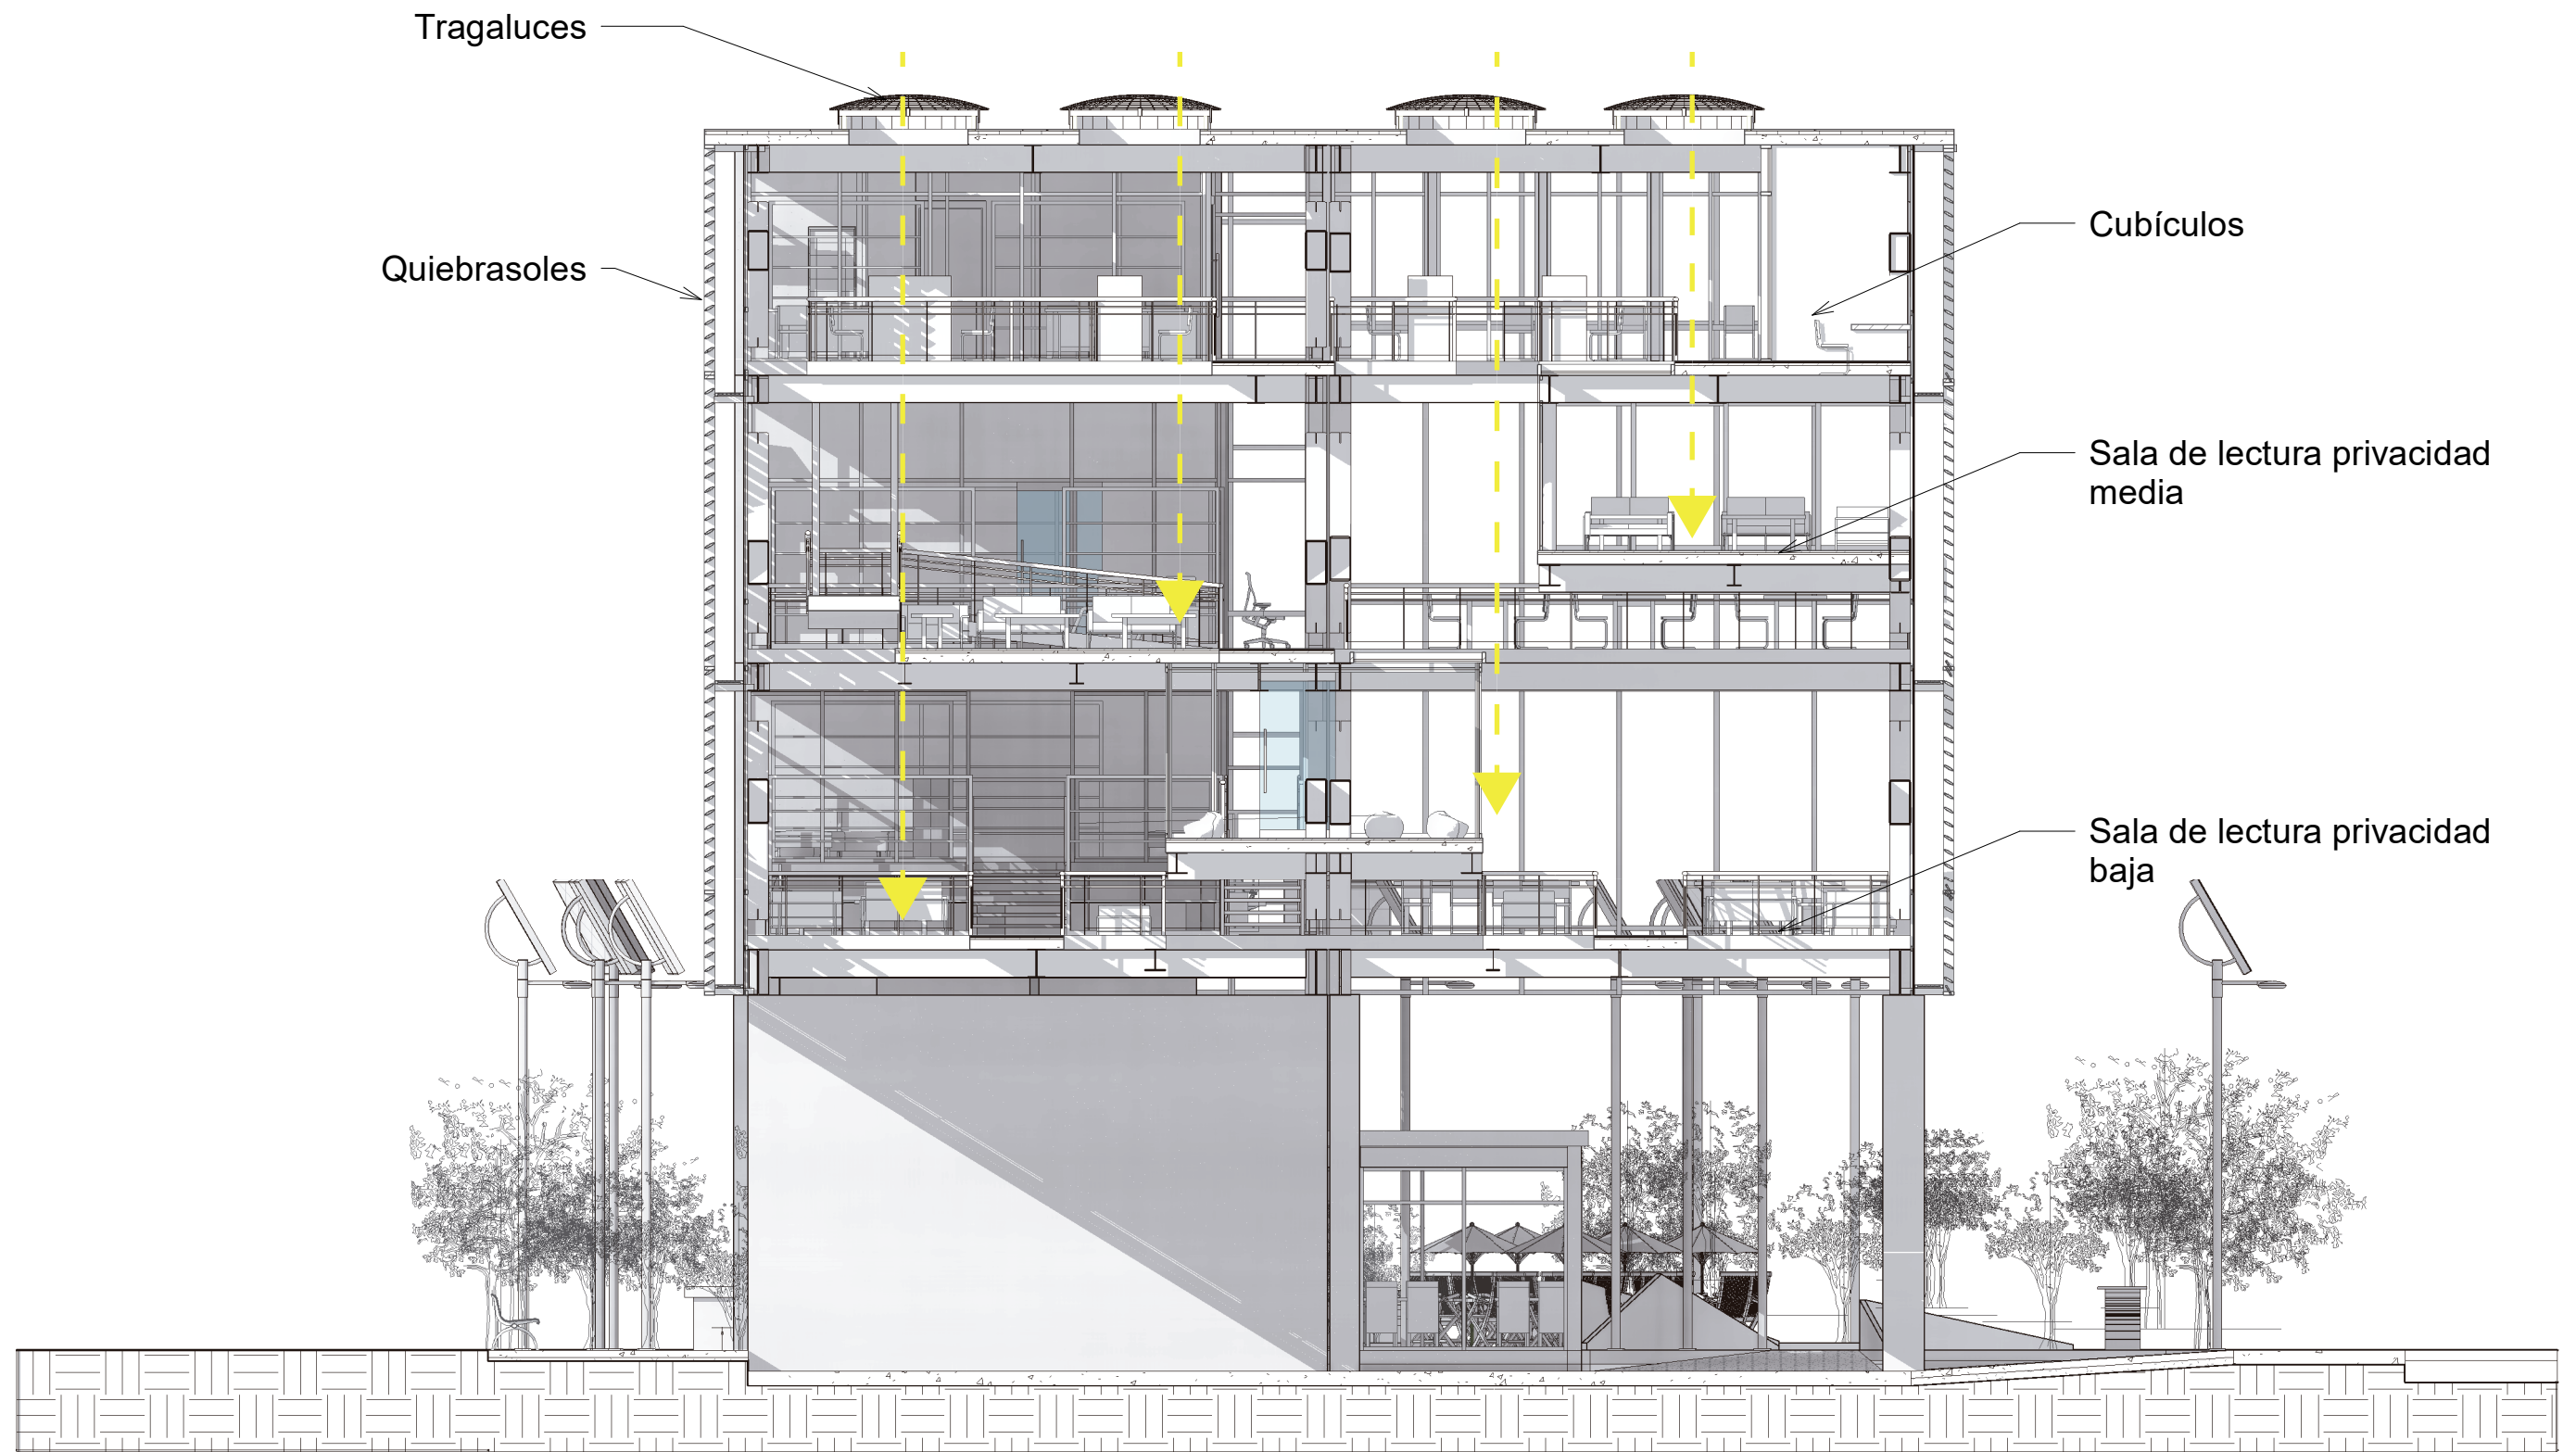 Tragaluces
Quiebrasoles
Cubículos
Sala de lectura privacidad
media
Sala de lectura privacidad
baja